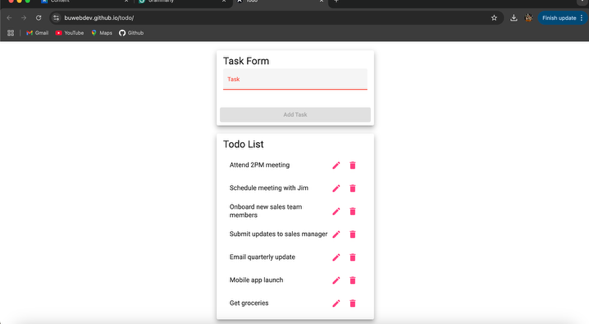 Todo
buwebdev.github.io/todo/
Finish update
Gmail
YouTube
Maps
Github
Task Form
Task
Add Task
Todo List
Attend 2PM meeting
Schedule meeting with Jim
Onboard new sales team
members
Submit updates to sales manager
Email quarterly update
Mobile app launch
Get groceries